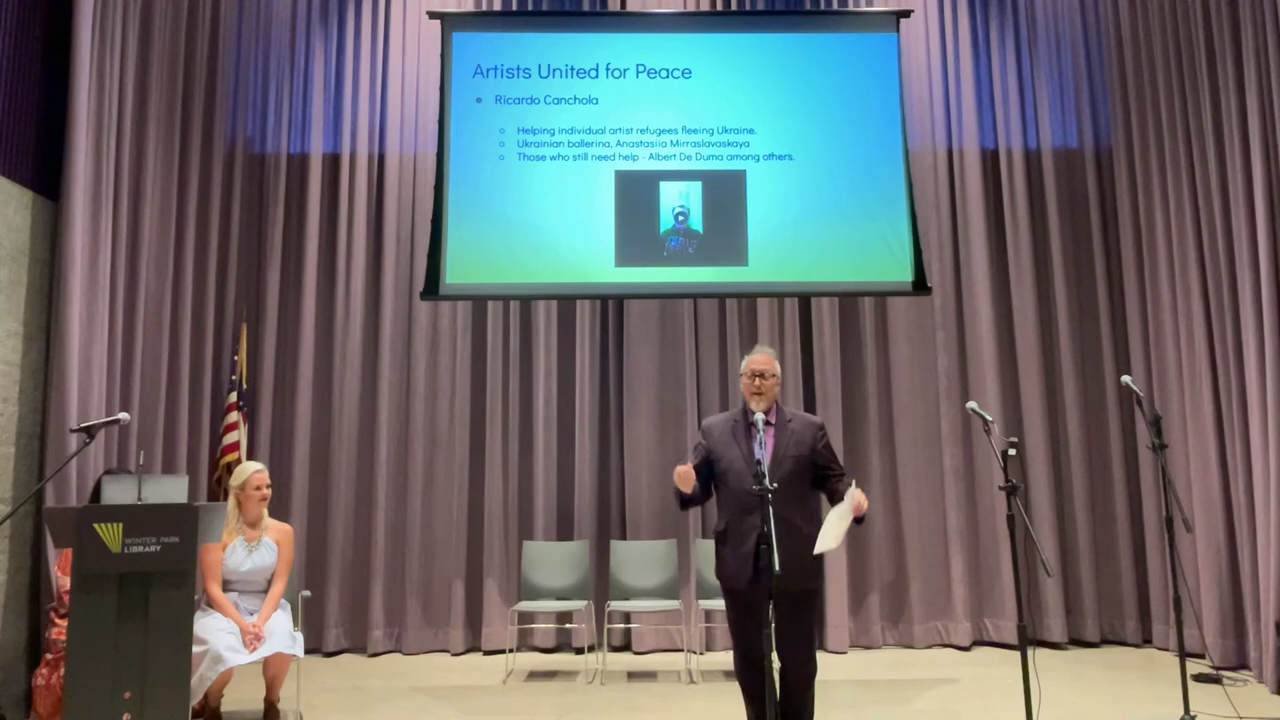 Artists United for Peace
Ricardo Canchola
Helping individual artist refugees fleeing Ukraine.
Ukrainian ballerina, Anastasiia Mirraslavaskaya
Those who still need help - Albert De Duma among others.
WINTER PARK
LIBRARY